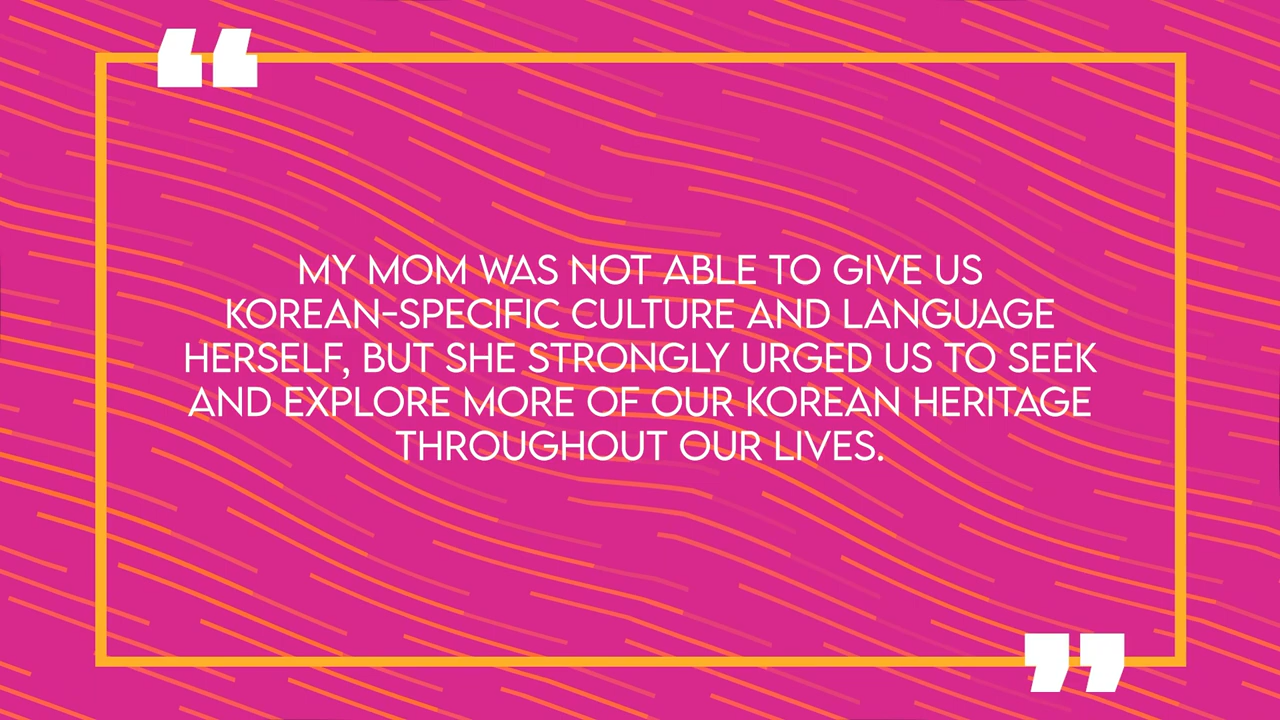 “
MY MOM WAS NOT ABLE TO GIVE US
KOREAN-SPECIFIC CULTURE AND LANGUAGE
HERSELF, BUT SHE STRONGLY URGED US TO SEEK
AND EXPLORE MORE OF OUR KOREAN HERITAGE
THROUGHOUT OUR LIVES.
”